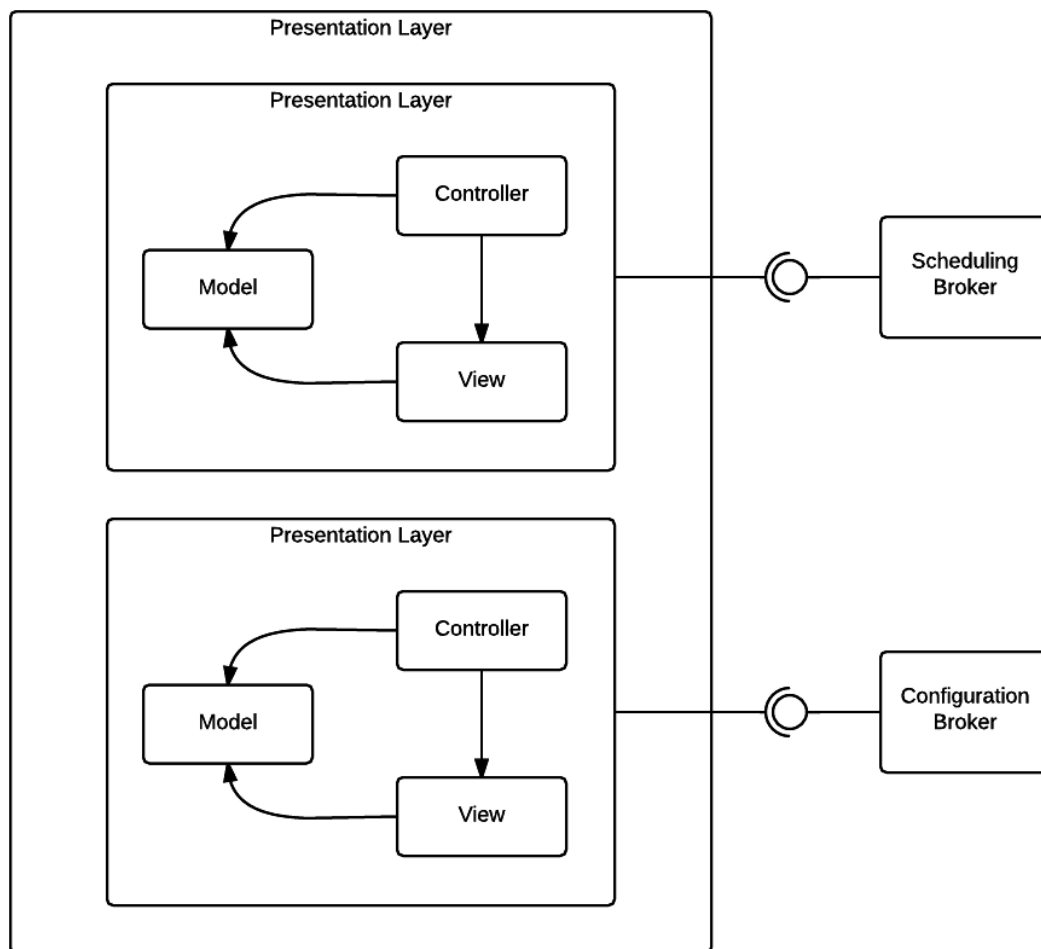 Presentation Layer
Presentation Layer
Controller
Model
View
Scheduling
Broker
Presentation Layer
Controller
Model
View
Configuration
Broker